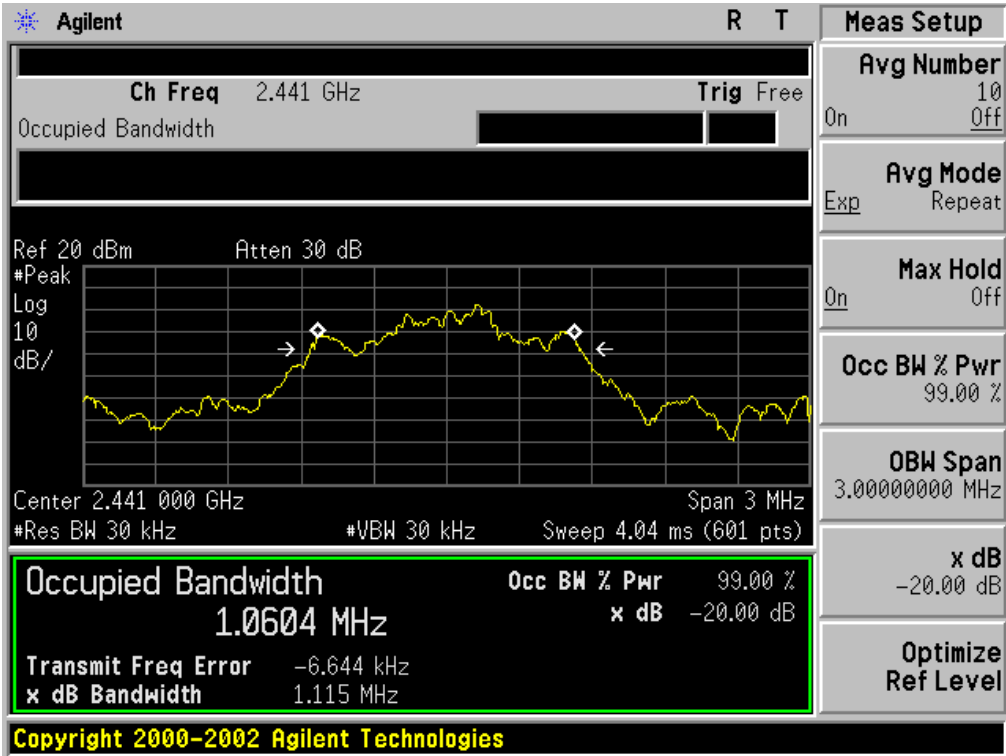 Agilent R T
Ch Freq 2.441 GHz Trig Free
Occupied Bandwidth
Ref 20 dBm Atten 30 dB
#Peak
Log
10
dB/
Center 2.441 000 GHz Span 3 MHz
#Res BW 30 kHz #VBW 30 kHz Sweep 4.04 ms (601 pts)
Occupied Bandwidth
1.0604 MHz
Occ BW % Pwr 99.00 %
x dB -20.00 dB
Transmit Freq Error -6.644 kHz
x dB Bandwidth 1.115 MHz
Copyright 2000-2002 Agilent Technologies
Meas Setup
Avg Number
10
On Off
Avg Mode
Exp Repeat
Max Hold
On Off
Occ BW % Pwr
99.00 %
OBW Span
3.00000000 MHz
x dB
-20.00 dB
Optimize
Ref Level